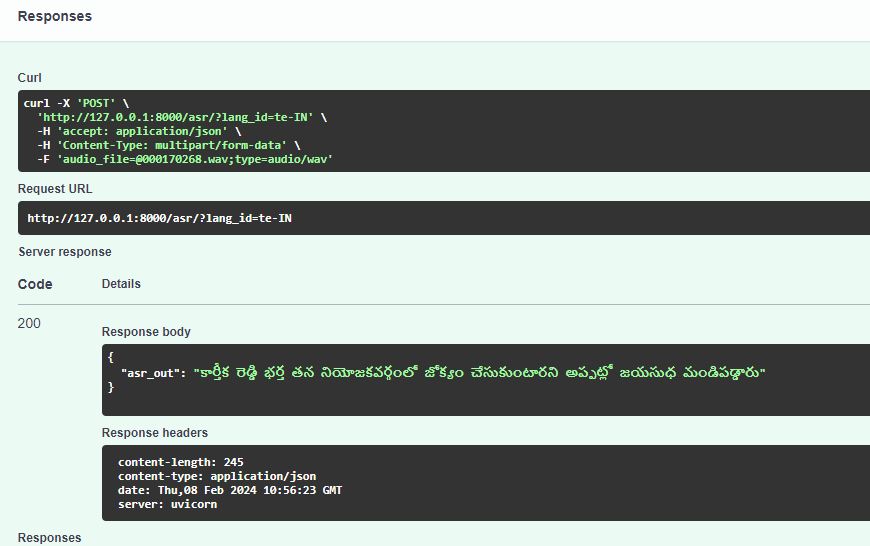 Responses
Curl
curl -X 'POST' \
'http://127.0.0.1:8000/asr/?lang_id=te-IN' \
-H 'accept: application/json' \
-H 'Content-Type: multipart/form-data' \
-F 'audio_file=@000170268.wav;type=audio/wav'
Request URL
http://127.0.0.1:8000/asr/?lang_id=te-IN
Server response
Code Details
200
Response body
{
"asr_out": "కార్తీక రెడ్డి భర్త తన నియోజకవర్గంలో జోక్యం చేసుకుంటారని అప్పట్లో జయసుధ మండిపడ్డారు"
}
Response headers
content-length: 245
content-type: application/json
date: Thu,08 Feb 2024 10:56:23 GMT
server: uvicorn
Responses